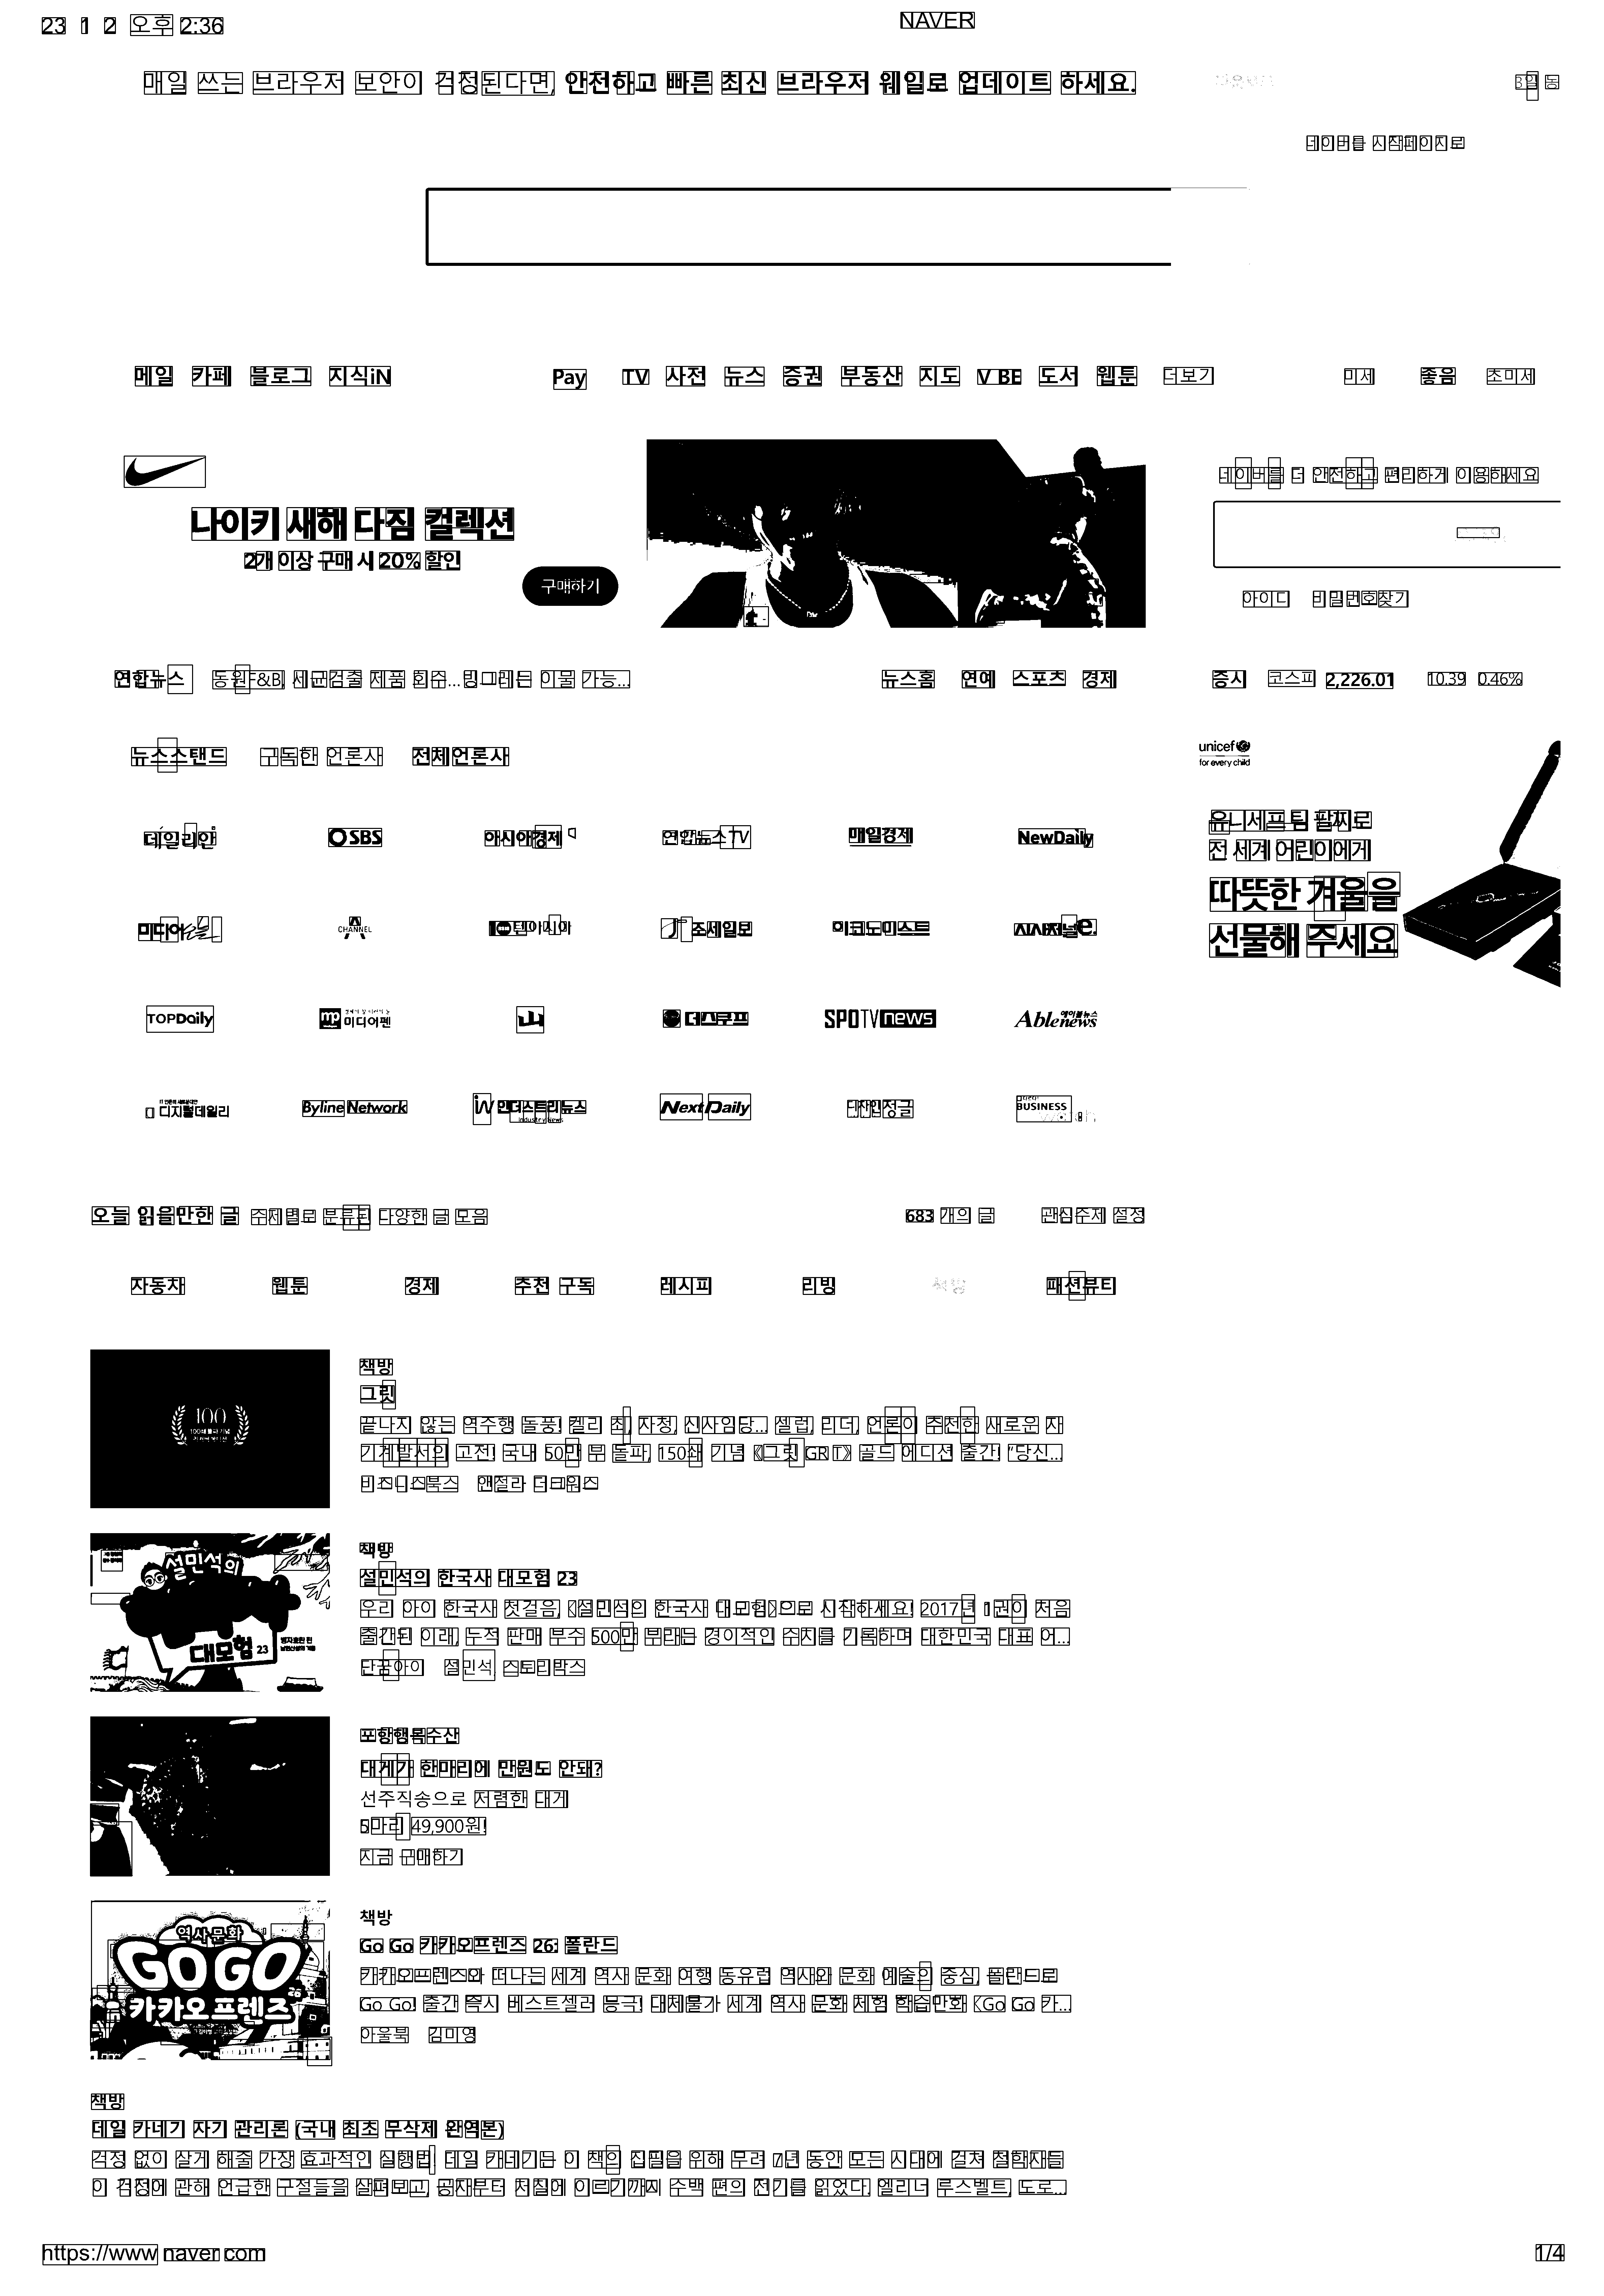 23 1 2 오후 2:36
NAVER
매일 쓰는 브라우저 보안이 걱정된다면, 안전하고 빠른 최신 브라우저 웨일로 업데이트 하세요.
네이버를 시작페이지로
메일 카페 블로그 지식iN Pay TV 사전 뉴스 증권 부동산 지도 VIBE 도서 웹툰 더보기
미세 좋음 초미세
나이키 새해 다짐 컬렉션
2개 이상 구매 시 20% 할인
구매하기
네이버를 더 안전하고 편리하게 이용하세요
아이디 비밀번호찾기
연합뉴스 동원F&B, 세균검출 제품 회수...빙그레는 이물 가능...
뉴스홈 연예 스포츠 경제
증시 코스피 2,226.01 10.39 0.46%
뉴스스탠드 구독한 언론사 전체언론사
unicef
for every child
유니세프 팀 팔찌로
전 세계 어린이에게
따뜻한 겨울을
선물해 주세요
데일리안 SBS 아시아경제 연합뉴스TV 매일경제 NewDaily
미디어오늘 CHANNEL A 텐아시아 조세일보 이코노미스트 시사저널e.
TOPDaily mp 미디어펜 더스쿠프 SPOTV news Ablenews 에이블뉴스
디지털데일리 Byline Network 인더스트리뉴스 Next Daily 디자인정글 BUSINESS watch
오늘 읽을만한 글 주제별로 분류된 다양한 글 모음
683 개의 글 관심주제 설정
자동차 웹툰 경제 추천 구독 레시피 리빙 책방 패션뷰티
100
책방
그릿
끝나지 않는 역주행 돌풍! 켈리 최, 자청, 신사임당... 셀럽, 리더, 언론이 추천한 새로운 자
기계발서의 고전! 국내 50만 부 돌파, 150쇄 기념 《그릿 GRIT》 골드 에디션 출간! "당신...
비즈니스북스 앤절라 더크워스
설민석의
대모험 23
책방
설민석의 한국사 대모험 23
우리 아이 한국사 첫걸음, 《설민석의 한국사 대모험》으로 시작하세요! 2017년 1권이 처음
출간된 이래, 누적 판매 부수 500만 부라는 경이적인 수치를 기록하며 대한민국 대표 어...
단꿈아이 설민석, 스토리박스
포항행복수산
대게가 한마리에 만원도 안돼?
선주직송으로 저렴한 대게
5마리 49,900원!
지금 구매하기
역사문화
GO GO
카카오프렌즈
책방
Go Go 카카오프렌즈 26: 폴란드
카카오프렌즈와 떠나는 세계 역사 문화 여행 동유럽 역사와 문화 예술의 중심, 폴란드로
Go Go! 출간 즉시 베스트셀러 등극! 대체불가 세계 역사 문화 체험 학습만화 《Go Go 카...
아울북 김미영
책방
데일 카네기 자기 관리론 (국내 최초 무삭제 완역본)
걱정 없이 살게 해줄 가장 효과적인 실행법! 데일 카네기는 이 책의 집필을 위해 무려 7년 동안 모든 시대에 걸쳐 철학자들
이 걱정에 관해 언급한 구절들을 살펴보고, 공자부터 처칠에 이르기까지 수백 편의 전기를 읽었다. 엘리너 루스벨트, 도로...
https://www naver com
1/4